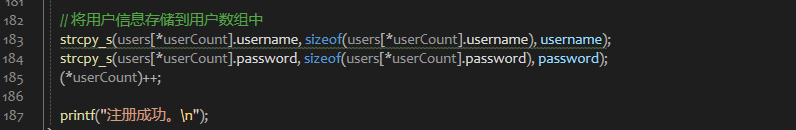 182 // 将用户信息存储到用户数组中
183 strcpy_s(users[*userCount].username, sizeof(users[*userCount].username), username);
184 strcpy_s(users[*userCount].password, sizeof(users[*userCount].password), password);
185 (*userCount)++;
186
187 printf("注册成功。\n");